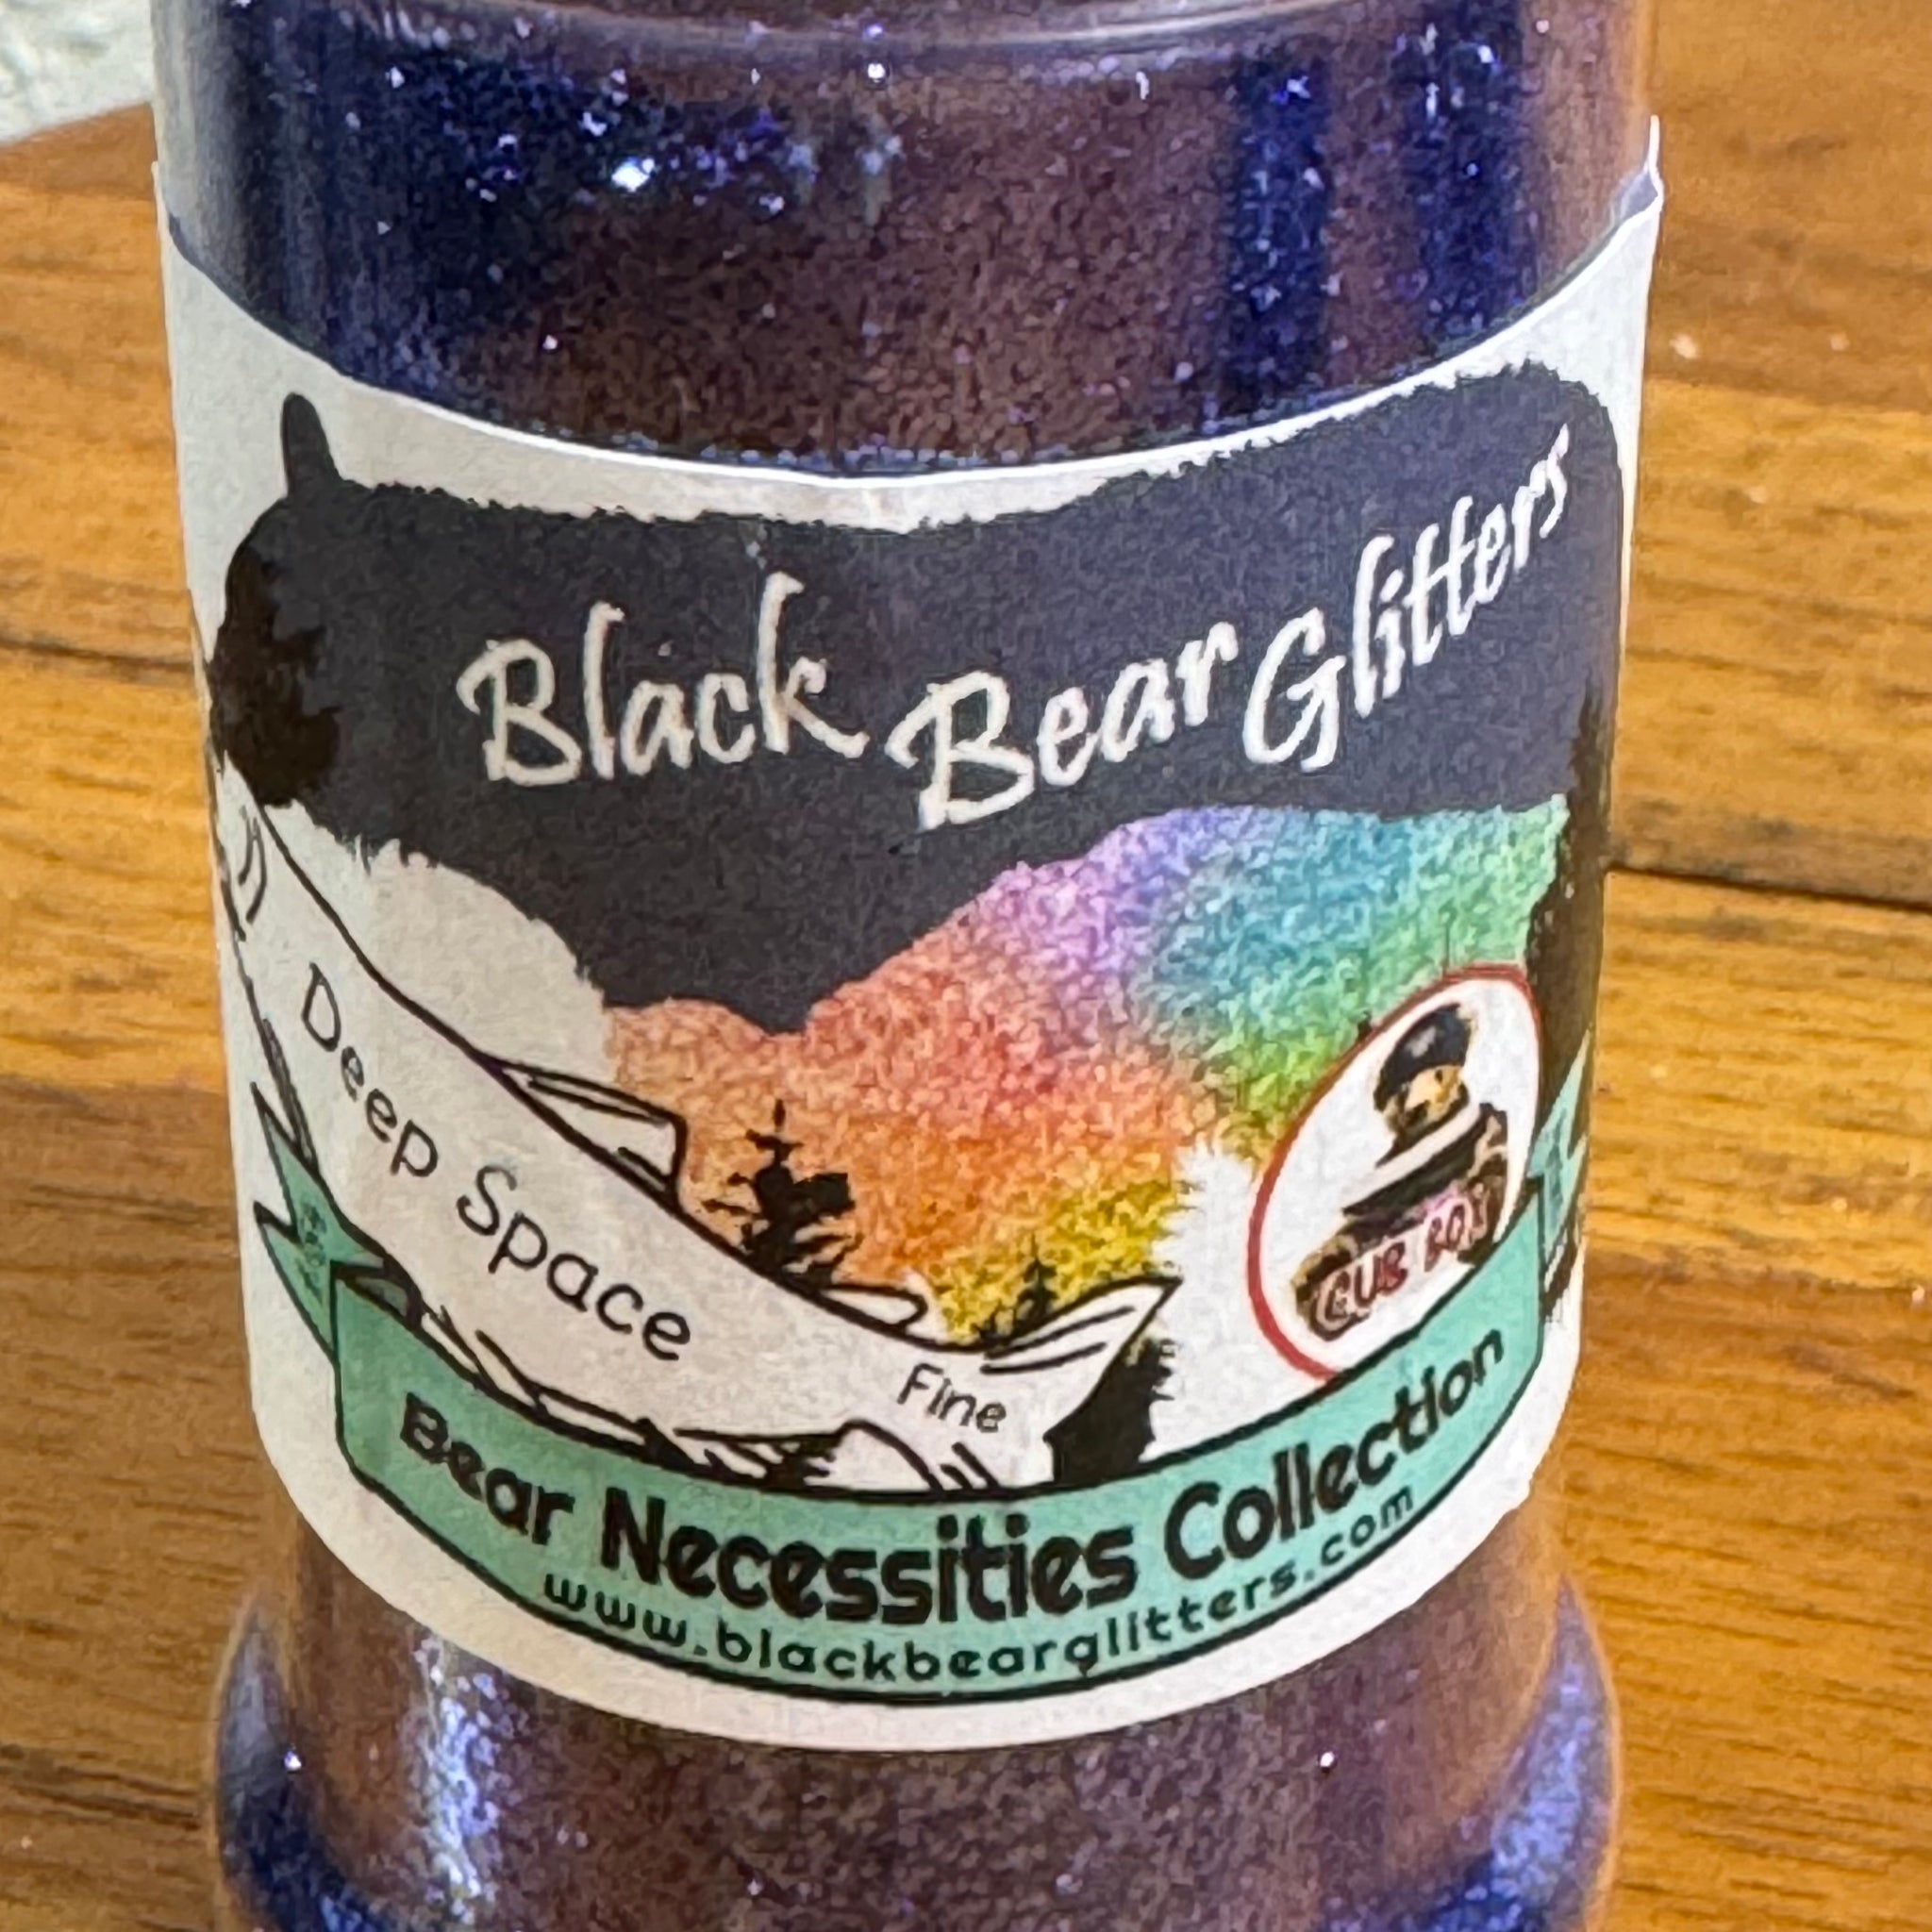 Black Bear Glitters
Deep Space
Fine
CUB BOX
Bear Necessities Collection
www.blackbearglitters.com